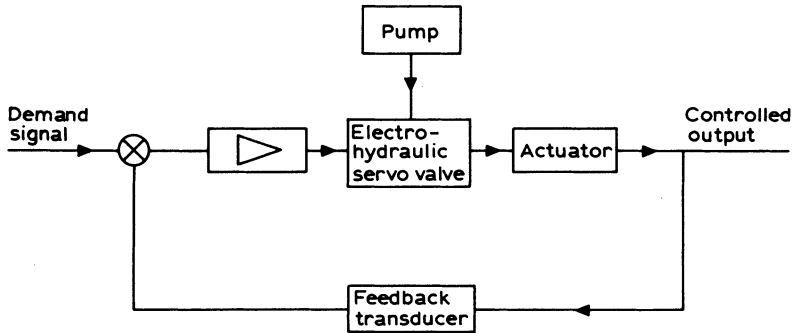 Pump
Demand
signal
Electro-
hydraulic
servo valve
Actuator
Controlled
output
Feedback
transducer